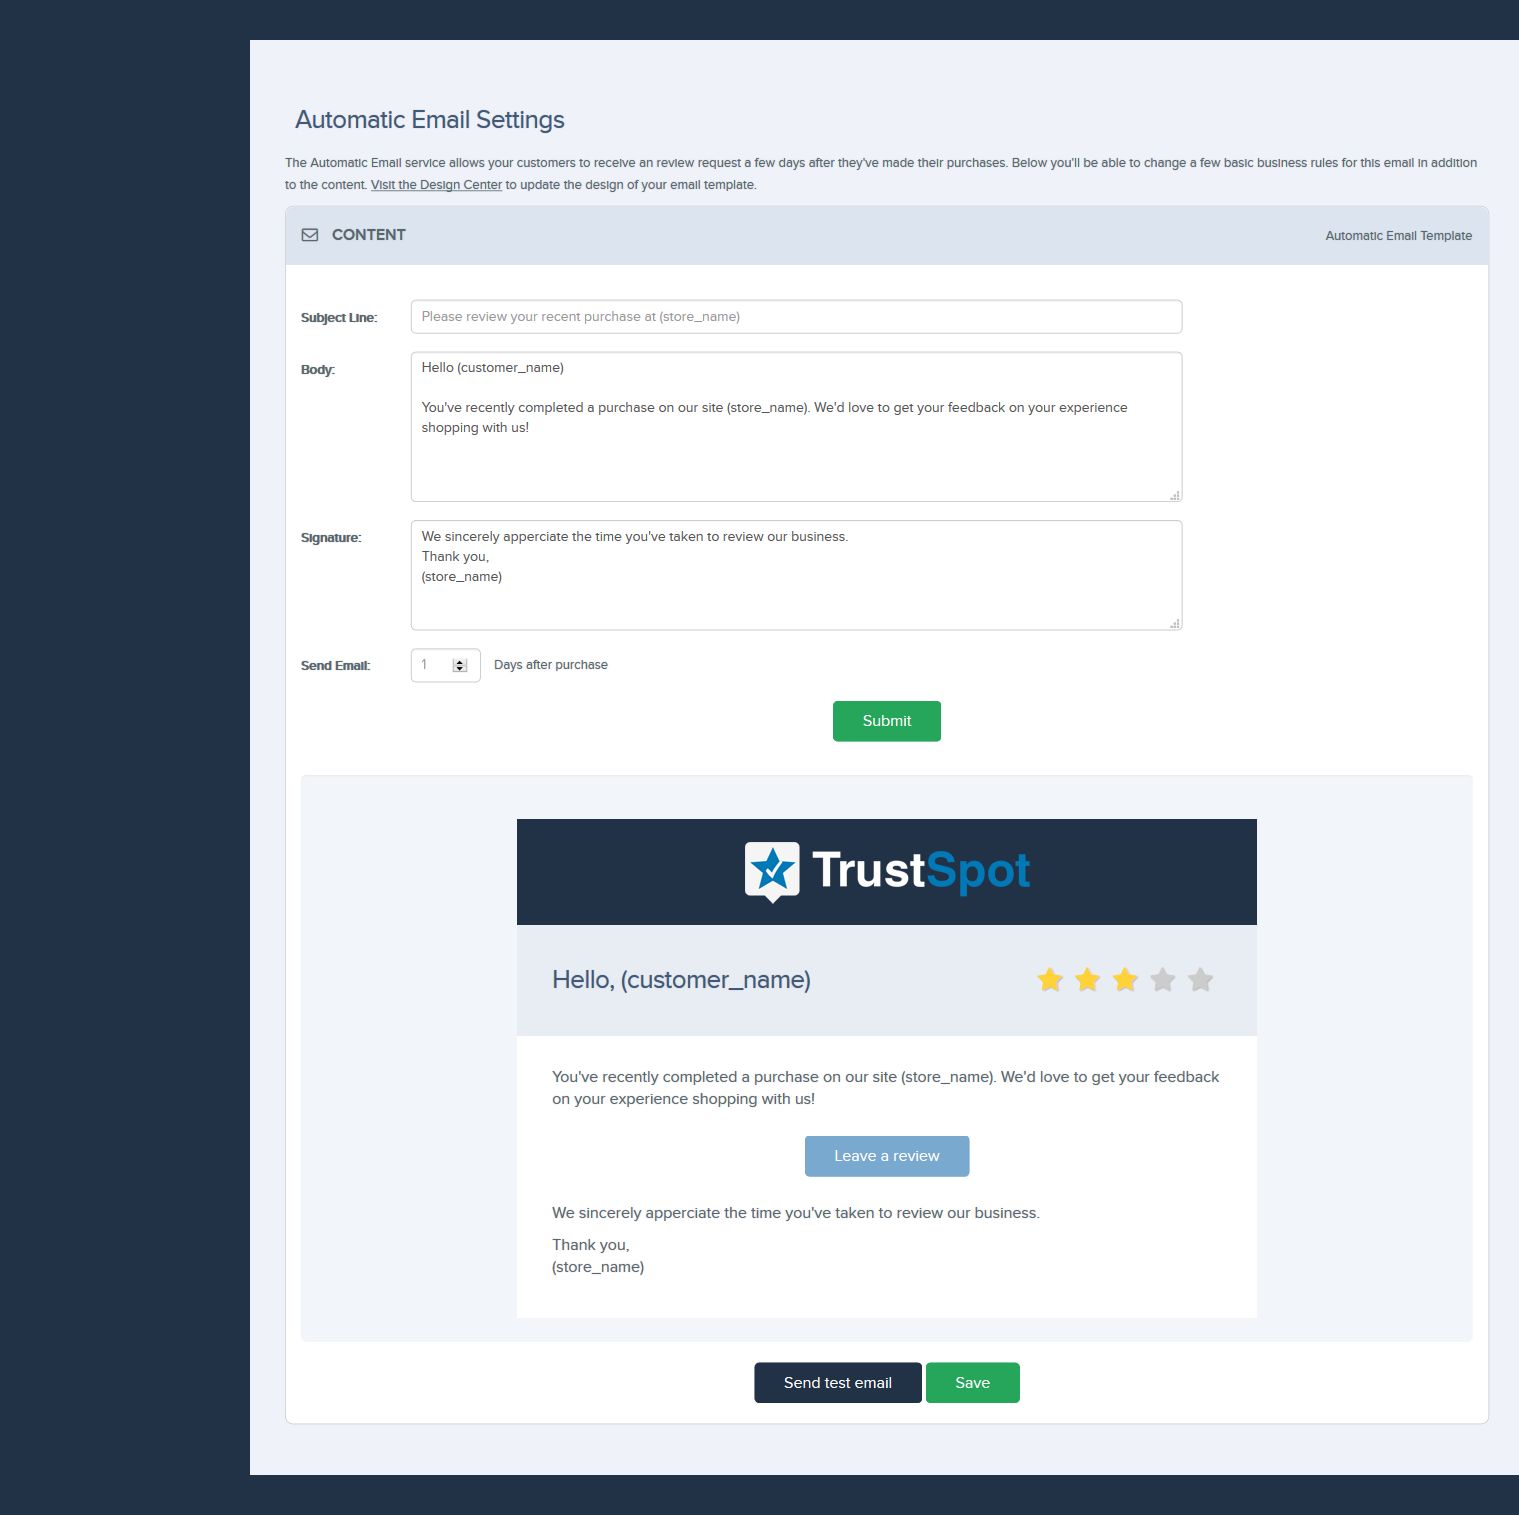 Automatic Email Settings
The Automatic Email service allows your customers to receive an review request a few days after they've made their purchases. Below you'll be able to change a few basic business rules for this email in addition
to the content. Visit the Design Center to update the design of your email template.
CONTENT
Automatic Email Template
Subject Line:
Please review your recent purchase at (store_name)
Body:
Hello (customer_name)
You've recently completed a purchase on our site (store_name). We'd love to get your feedback on your experience
shopping with us!
Signature:
We sincerely apperciate the time you've taken to review our business.
Thank you,
(store_name)
Send Email:
1
Days after purchase
Submit
TrustSpot
Hello, (customer_name)
You've recently completed a purchase on our site (store_name). We'd love to get your feedback
on your experience shopping with us!
Leave a review
We sincerely apperciate the time you've taken to review our business.
Thank you,
(store_name)
Send test email
Save